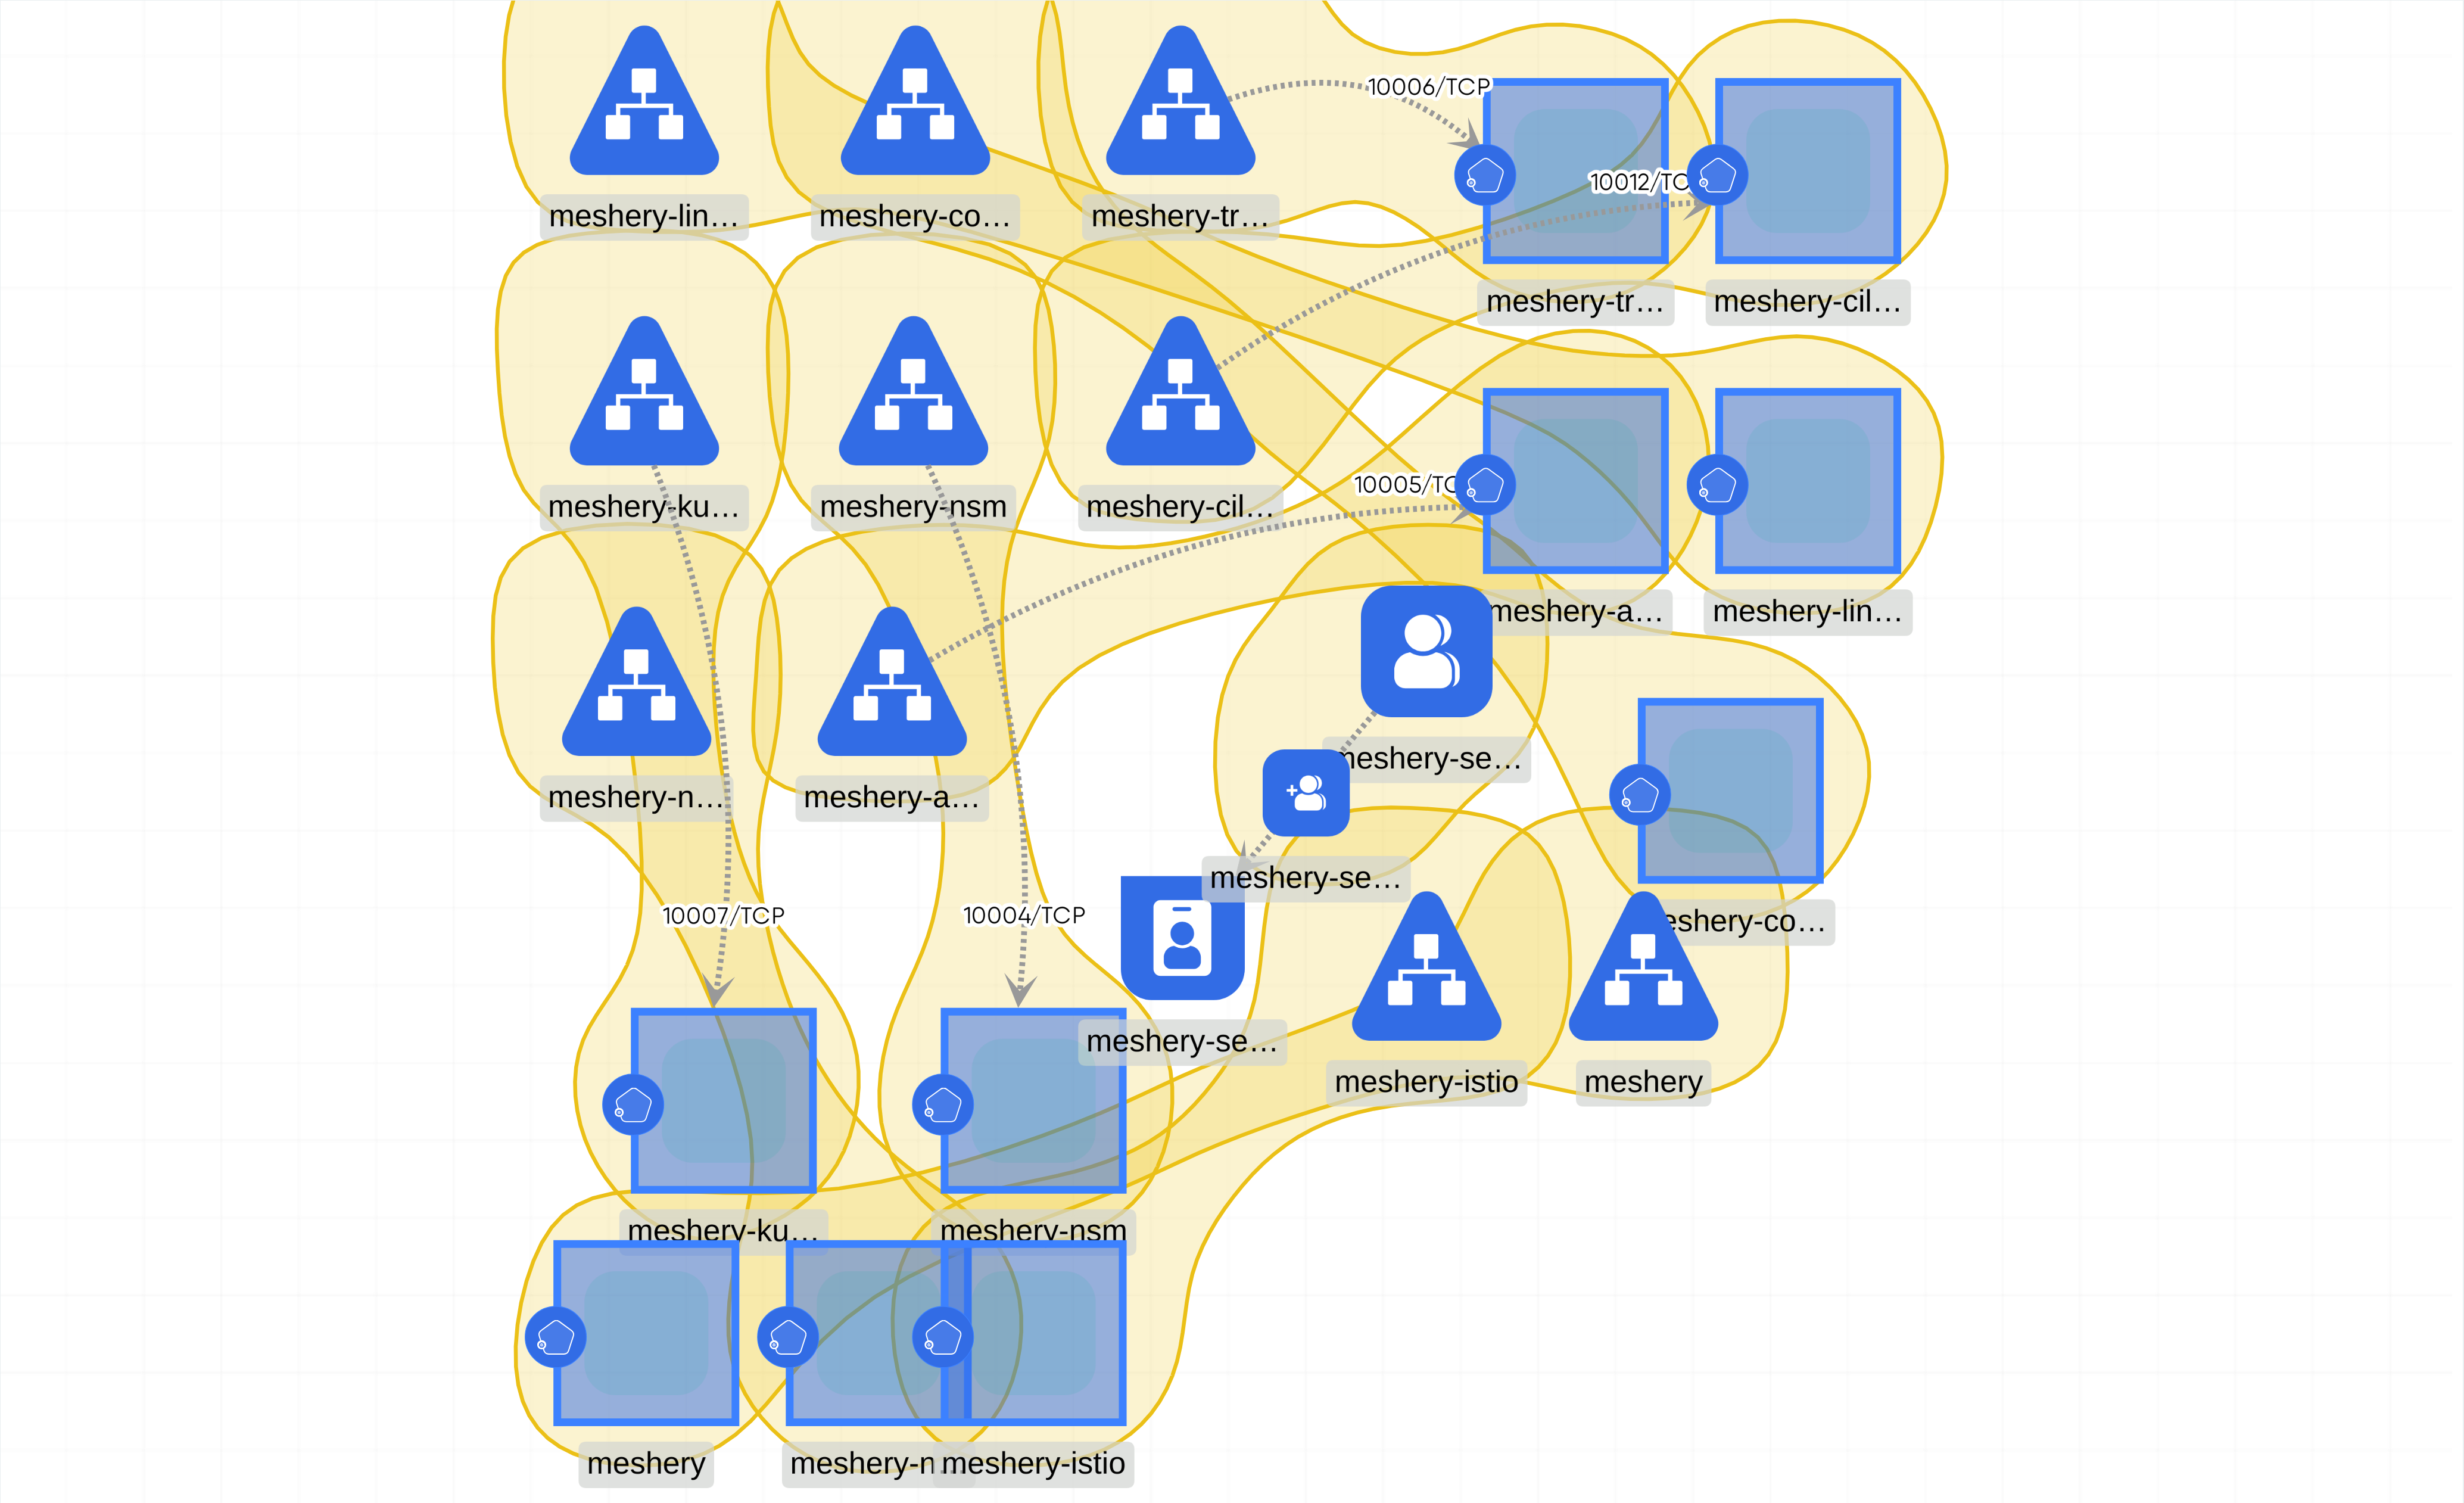 10006/TCP
10012/TC
meshery-lin…
meshery-co…
meshery-tr…
meshery-tr…
meshery-cil…
10005/TC
meshery-ku…
meshery-nsm
meshery-cil…
meshery-a…
meshery-lin…
meshery-se…
meshery-n…
meshery-a…
meshery-se…
10007/TCP
10004/TCP
eshery-co…
meshery-se…
meshery-istio
meshery
meshery-ku…
meshery-nsm
meshery
meshery-n…
meshery-istio